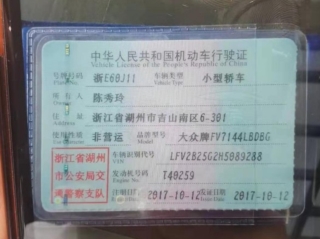 中华人民共和国机动车行驶证
Vehicle License of the People's Republic of China
号牌号码 浙E68J11 车辆类型 小型轿车
所有人 陈秀玲
住址 浙江省湖州市吉山南区6-301
使用性质 非营运 品牌型号 大众牌FV7144LBDBG
浙江省湖州市公安局交通警察支队
车辆识别代号 LFV2B25G2H5089288
发动机号码 T40259
注册日期 2017-10-12 发证日期 2017-10-12